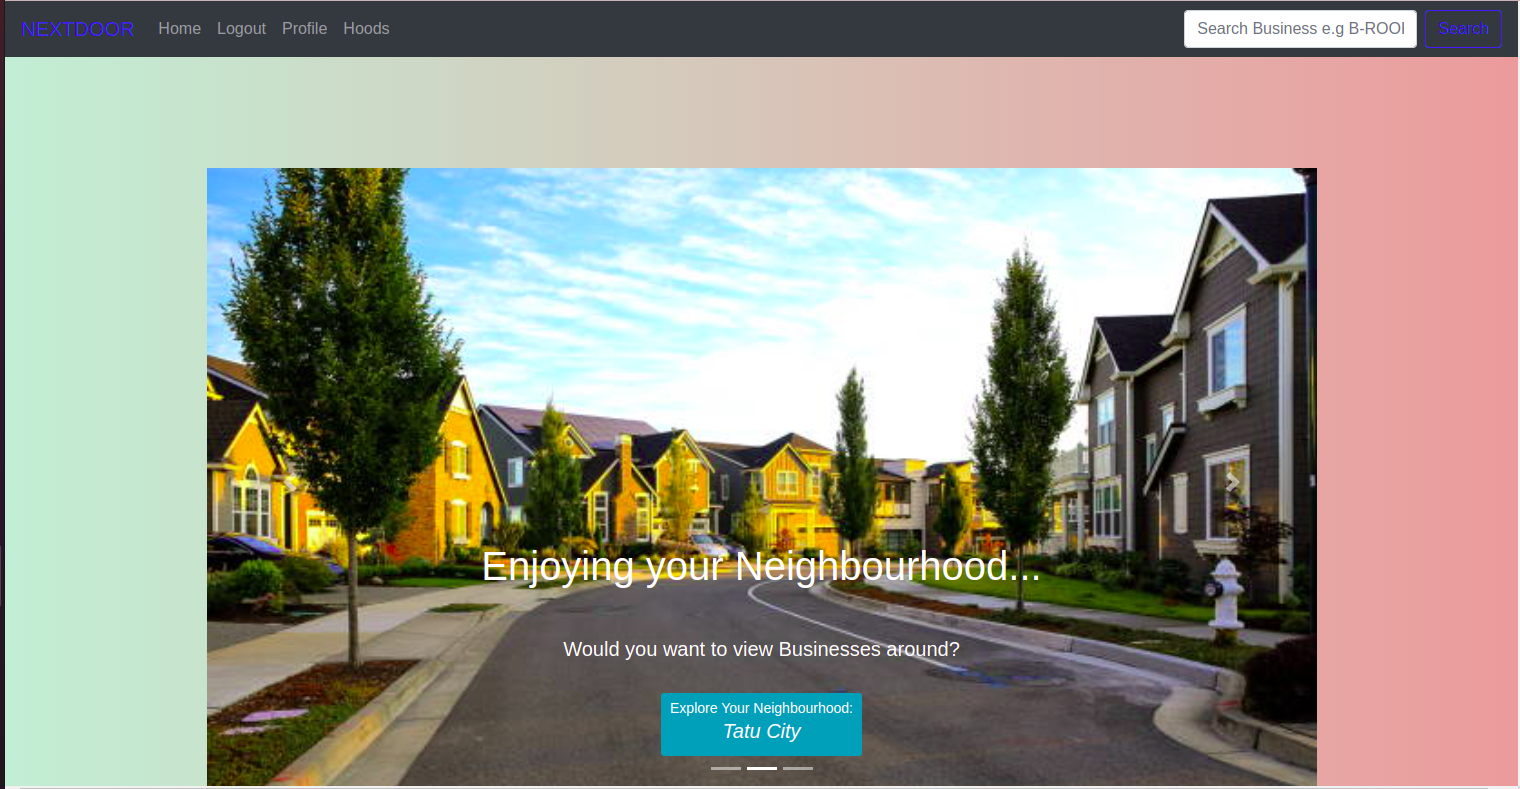 NEXTDOOR Home Logout Profile Hoods Search Business e.g B-ROO Search
Enjoying your Neighbourhood...
Would you want to view Businesses around?
Explore Your Neighbourhood:
Tatu City